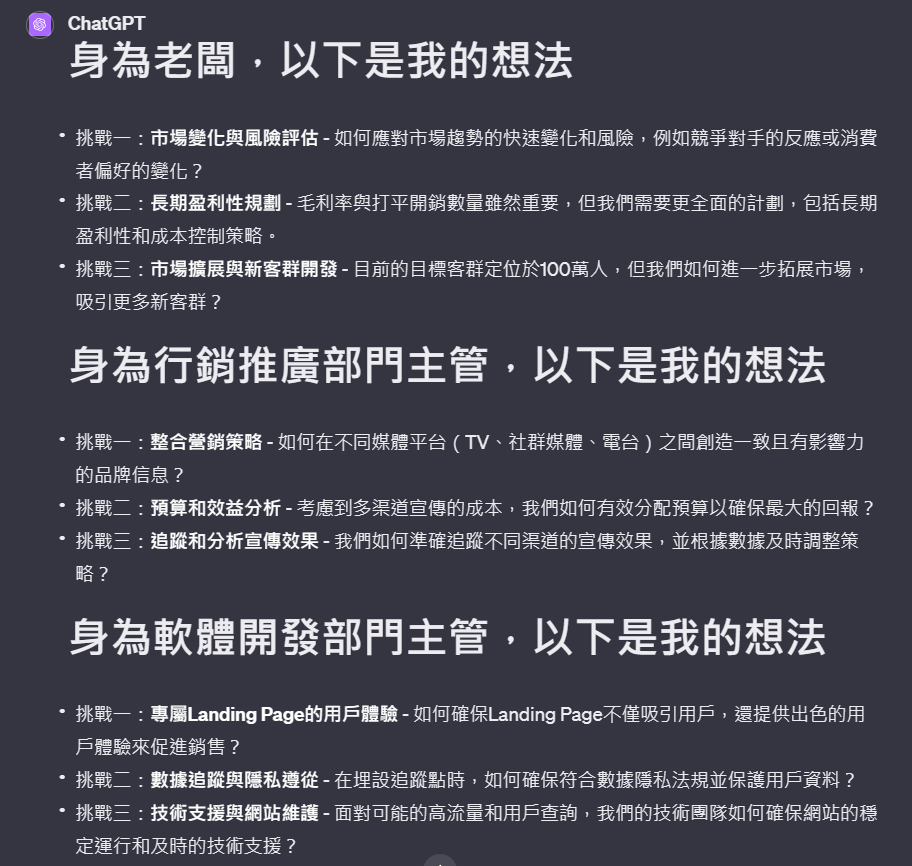 ChatGPT
身為老闆，以下是我的想法
• 挑戰一：市場變化與風險評估 - 如何應對市場趨勢的快速變化和風險，例如競爭對手的反應或消費
者偏好的變化？
• 挑戰二：長期盈利性規劃 - 毛利率與打平開銷數量雖然重要，但我們需要更全面的計劃，包括長期
盈利性和成本控制策略。
• 挑戰三：市場擴展與新客群開發 - 目前的目標客群定位於100萬人，但我們如何進一步拓展市場，
吸引更多新客群？
身為行銷推廣部門主管，以下是我的想法
• 挑戰一：整合營銷策略 - 如何在不同媒體平台（TV、社群媒體、電台）之間創造一致且有影響力
的品牌信息？
• 挑戰二：預算和效益分析 - 考慮到多渠道宣傳的成本，我們如何有效分配預算以確保最大的回報？
• 挑戰三：追蹤和分析宣傳效果 - 我們如何準確追蹤不同渠道的宣傳效果，並根據數據及時調整策
略？
身為軟體開發部門主管，以下是我的想法
• 挑戰一：專屬Landing Page的用戶體驗 - 如何確保Landing Page不僅吸引用戶，還提供出色的用
戶體驗來促進銷售？
• 挑戰二：數據追蹤與隱私遵從 - 在埋設追蹤點時，如何確保符合數據隱私法規並保護用戶資料？
• 挑戰三：技術支援與網站維護 - 面對可能的高流量和用戶查詢，我們的技術團隊如何確保網站的穩
定運行和及時的技術支援？